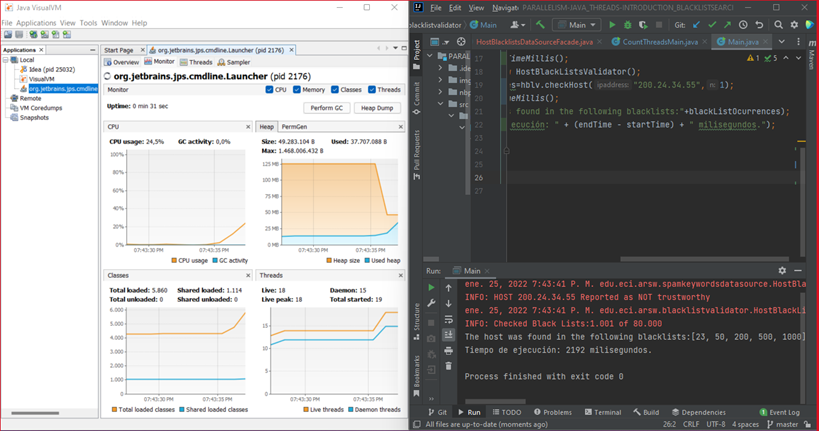 Java VisualVM
File Applications View Tools Window Help
Applications
Local
Idea (pid 25032)
VisualVM
org.jetbrains.jps.cmdline
Remote
VM Coredumps
Snapshots
Start Page
org.jetbrains.jps.cmdline.Launcher (pid 2176)
Overview Monitor Threads Sampler
org.jetbrains.jps.cmdline.Launcher (pid 2176)
Monitor
CPU Memory Classes Threads
Uptime: 0 min 31 sec
Perform GC Heap Dump
CPU
CPU usage: 24,5% GC activity: 0,0%
100%
80%
60%
40%
20%
0%
07:43:30 PM 07:43:35 PM
CPU usage GC activity
Heap PermGen
Size: 49.283.104 B Used: 37.707.088 B
Max: 1.468.006.432 B
125 MB
100 MB
75 MB
50 MB
25 MB
0 MB
07:43:30 PM 07:43:35 PM
Heap size Used heap
Classes
Total loaded: 5.860 Shared loaded: 1.114
Total unloaded: 0 Shared unloaded: 0
6.000
5.000
4.000
3.000
2.000
1.000
0
07:43:30 PM 07:43:35 PM
Total loaded classes Shared loaded classes
Threads
Live: 18 Daemon: 15
Live peak: 18 Total started: 19
15
10
5
0
07:43:30 PM 07:43:35 PM
Live threads Daemon threads
File Edit View Navigat PARALLELISM-JAVA_THREADS-INTRODUCTION_BLACKLISTSEARCH
blacklistvalidator Main
Main
Git:
HostBlacklistsDataSourceFacade.java CountThreadsMain.java Main.java
Project
Commit
Pull Requests
Structure
Bookmarks
Maven
PARAL
.ide
nbp
src
17 TimeMillis();
18 HostBlackListsValidator();
19 s=hblv.checkHost( ipaddress: "200.24.34.55", n: 1);
20 eMillis();
21 found in the following blacklists:"+blackListOcurrences);
22 ecución: " + (endTime - startTime) + " milisegundos.");
23
24
25
26
27
1 5
Run: Main
ene. 25, 2022 7:43:41 P. M. edu.eci.arsw.spamkeywordsdatasource.HostBla
INFO: HOST 200.24.34.55 Reported as NOT trustworthy
ene. 25, 2022 7:43:41 P. M. edu.eci.arsw.blacklistvalidator.HostBlackLi
INFO: Checked Black Lists:1.001 of 80.000
The host was found in the following blacklists:[23, 50, 200, 500, 1000]
Tiempo de ejecución: 2192 milisegundos.
Process finished with exit code 0
Git Run TODO Problems Terminal Build Dependencies Event Log
All files are up-to-date (moments ago) 26:2 CRLF UTF-8 4 spaces master